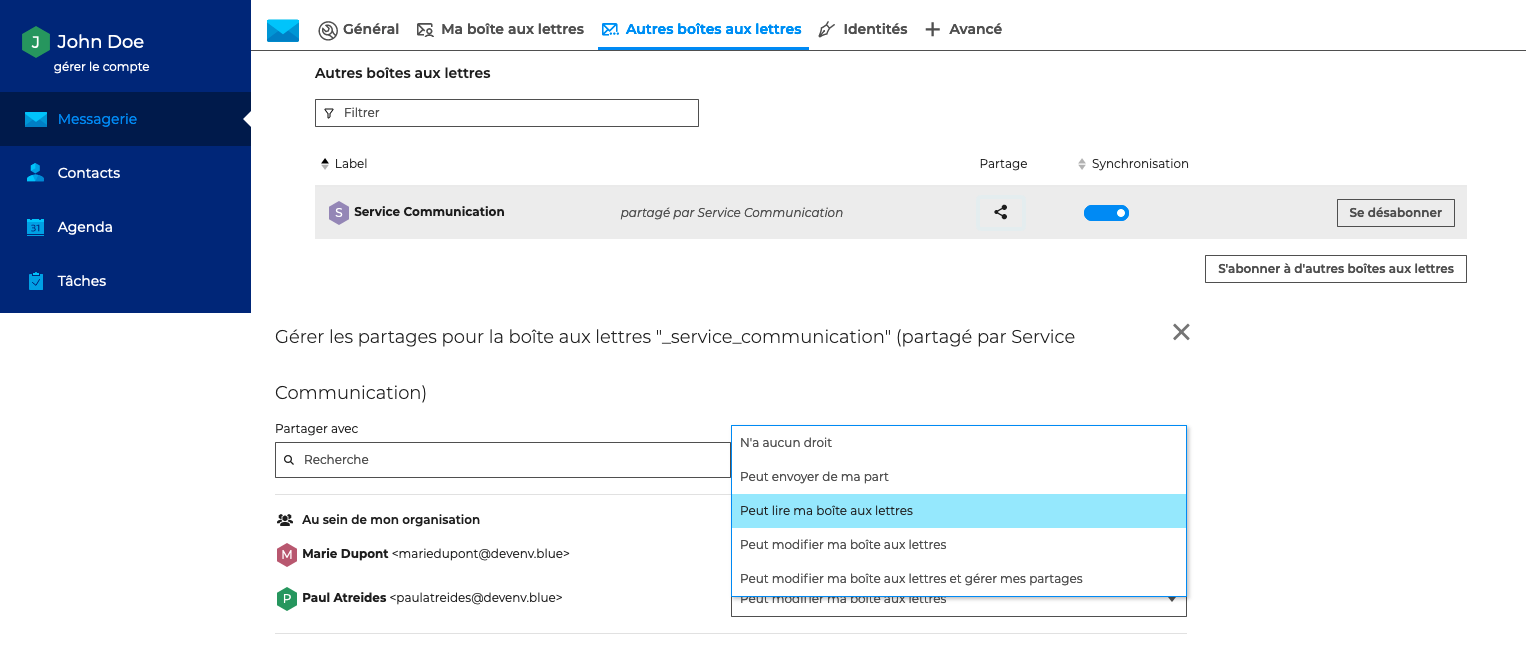 J John Doe
gérer le compte
Messagerie
Contacts
31 Agenda
Tâches
Général Ma boîte aux lettres Autres boîtes aux lettres Identités Avancé
Autres boîtes aux lettres
Filtrer
Label Partage Synchronisation
S Service Communication partagé par Service Communication Se désabonner
S'abonner à d'autres boîtes aux lettres
Gérer les partages pour la boîte aux lettres "_service_communication" (partagé par Service
Communication)
Partager avec
Recherche
N'a aucun droit
Peut envoyer de ma part
Peut lire ma boîte aux lettres
Peut modifier ma boîte aux lettres
Peut modifier ma boîte aux lettres et gérer mes partages
Au sein de mon organisation
M Marie Dupont <mariedupont@devenv.blue>
P Paul Atreides <paulatreides@devenv.blue> Peut modifier ma boîte aux lettres